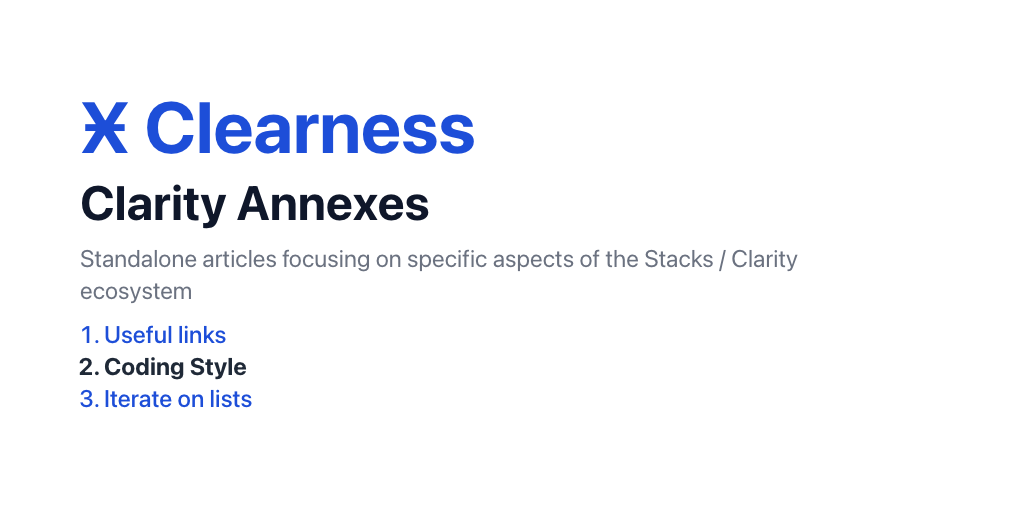 Ӿ Clearness
Clarity Annexes
Standalone articles focusing on specific aspects of the Stacks / Clarity
ecosystem
1. Useful links
2. Coding Style
3. Iterate on lists